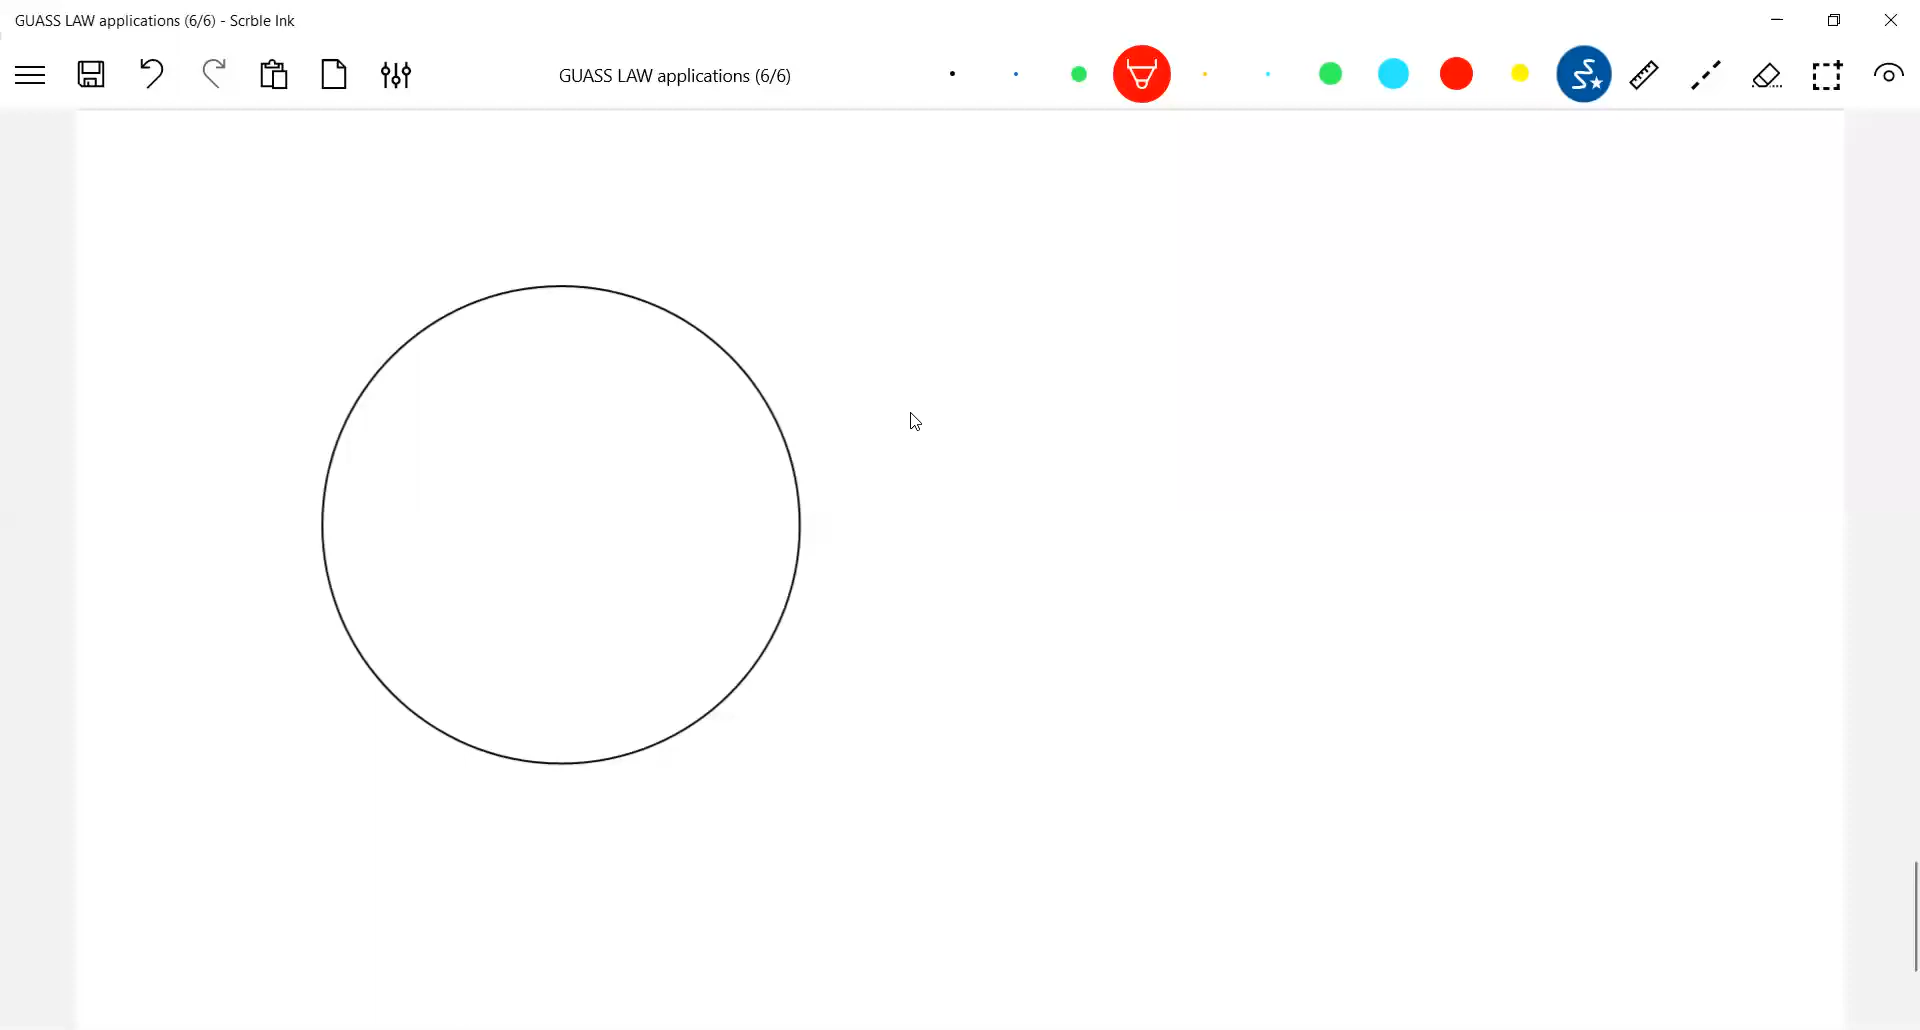 GUASS LAW applications (6/6) - Scrble Ink
GUASS LAW applications (6/6)